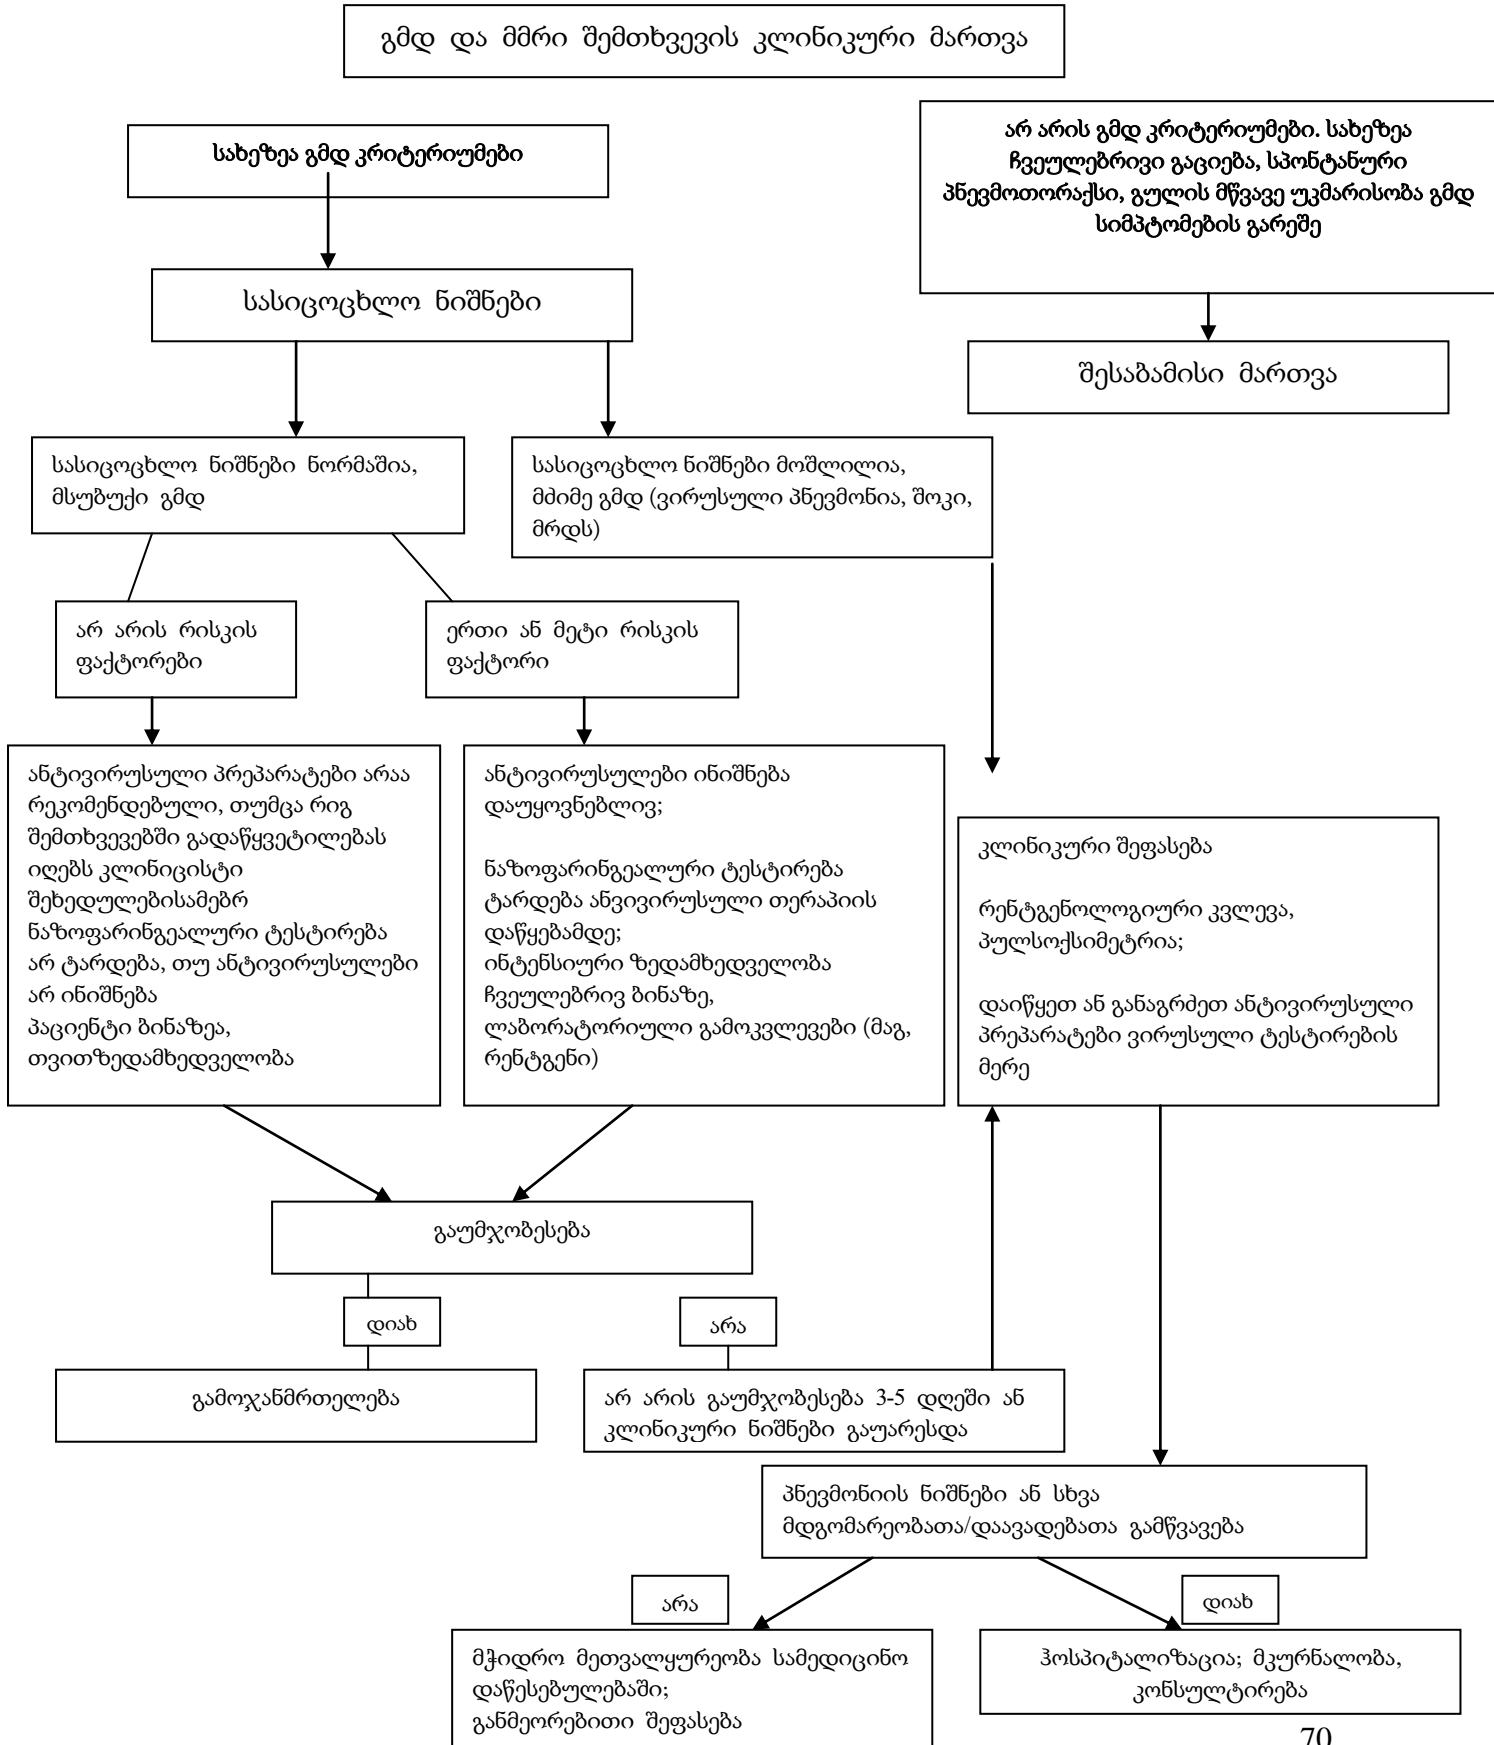 გმდ და მმრი შემთხვევის კლინიკური მართვა
სახეზეა გმდ კრიტერიუმები
არ არის გმდ კრიტერიუმები. სახეზეა
ჩვეულებრივი გაციება, სპონტანური
პნევმოთორაქსი, გულის მწვავე უკმარისობა გმდ
სიმპტომების გარეშე
სასიცოცხლო ნიშნები
შესაბამისი მართვა
სასიცოცხლო ნიშნები ნორმაშია,
მსუბუქი გმდ
სასიცოცხლო ნიშნები მოშლილია,
მძიმე გმდ (ვირუსული პნევმონია, შოკი,
მრდს)
არ არის რისკის
ფაქტორები
ერთი ან მეტი რისკის
ფაქტორი
ანტივირუსული პრეპარატები არაა
რეკომენდებული, თუმცა რიგ
შემთხვევებში გადაწყვეტილებას
იღებს კლინიცისტი
შეხედულებისამებრ
ნაზოფარინგეალური ტესტირება
არ ტარდება, თუ ანტივირუსულები
არ ინიშნება
პაციენტი ბინაზეა,
თვითზედამხედველობა
ანტივირუსულები ინიშნება
დაუყოვნებლივ;
ნაზოფარინგეალური ტესტირება
ტარდება ანვივირუსული თერაპიის
დაწყებამდე;
ინტენსიური ზედამხედველობა
ჩვეულებრივ ბინაზე,
ლაბორატორიული გამოკვლევები (მაგ,
რენტგენი)
კლინიკური შეფასება
რენტგენოლოგიური კვლევა,
პულსოქსიმეტრია;
დაიწყეთ ან განაგრძეთ ანტივირუსული
პრეპარატები ვირუსული ტესტირების
მერე
გაუმჯობესება
დიახ
არა
გამოჯანმრთელება
არ არის გაუმჯობესება 3-5 დღეში ან
კლინიკური ნიშნები გაუარესდა
პნევმონიის ნიშნები ან სხვა
მდგომარეობათა/დაავადებათა გამწვავება
არა
დიახ
მჭიდრო მეთვალყურეობა სამედიცინო
დაწესებულებაში;
განმეორებითი შეფასება
ჰოსპიტალიზაცია; მკურნალობა,
კონსულტირება
70